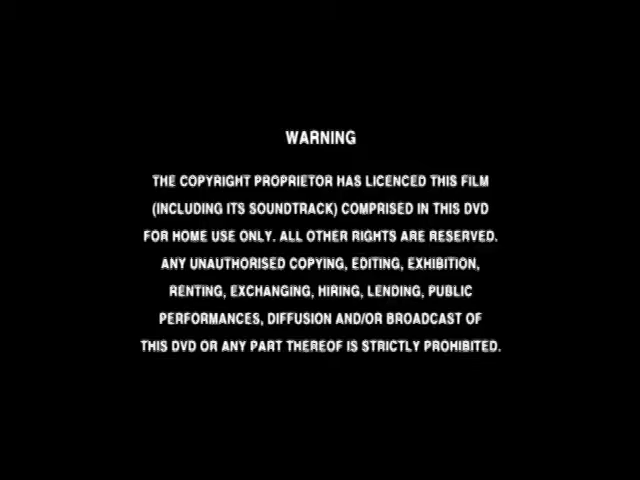 WARNING
THE COPYRIGHT PROPRIETOR HAS LICENCED THIS FILM
(INCLUDING ITS SOUNDTRACK) COMPRISED IN THIS DVD
FOR HOME USE ONLY. ALL OTHER RIGHTS ARE RESERVED.
ANY UNAUTHORISED COPYING, EDITING, EXHIBITION,
RENTING, EXCHANGING, HIRING, LENDING, PUBLIC
PERFORMANCES, DIFFUSION AND/OR BROADCAST OF
THIS DVD OR ANY PART THEREOF IS STRICTLY PROHIBITED.